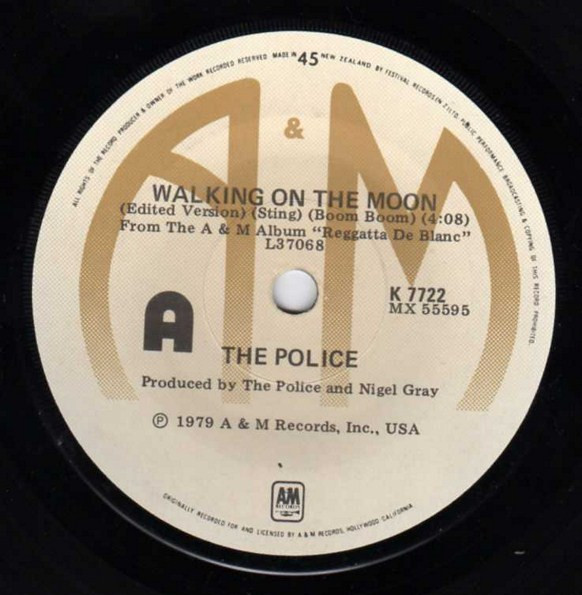 ALL RIGHTS OF THE RECORD PRODUCER & OWNER OF THE WORK RECORDED RESERVED MADE IN 45 NEW ZEALAND. BY FESTIVAL RECORDS N Z LTD. PUBLIC PERFORMANCE BROADCASTING & COPYING OF THIS RECORD PROHIBITED.
A & M
WALKING ON THE MOON
(Edited Version) (Sting) (Boom Boom) (4:08)
From The A & M Album "Reggatta De Blanc"
L37068
K 7722
MX 55595
A
THE POLICE
Produced by The Police and Nigel Gray
℗ 1979 A & M Records, Inc., USA
A&M
RECORDS
ORIGINALLY RECORDED FOR AND LICENSED BY A & M RECORDS, HOLLYWOOD CALIFORNIA.